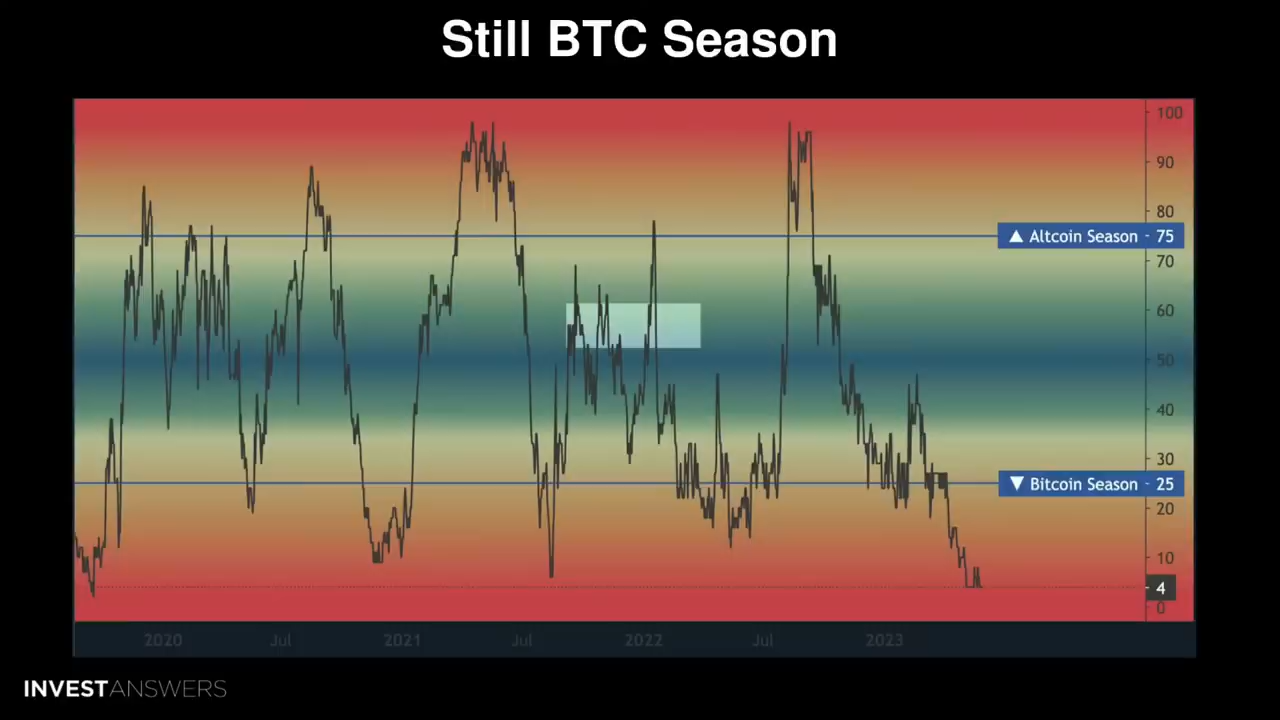 Still BTC Season
100
90
80
▲ Altcoin Season - 75
70
60
50
40
30
▼ Bitcoin Season - 25
20
10
4
0
2020 Jul 2021 Jul 2022 Jul 2023
INVESTANSWERS